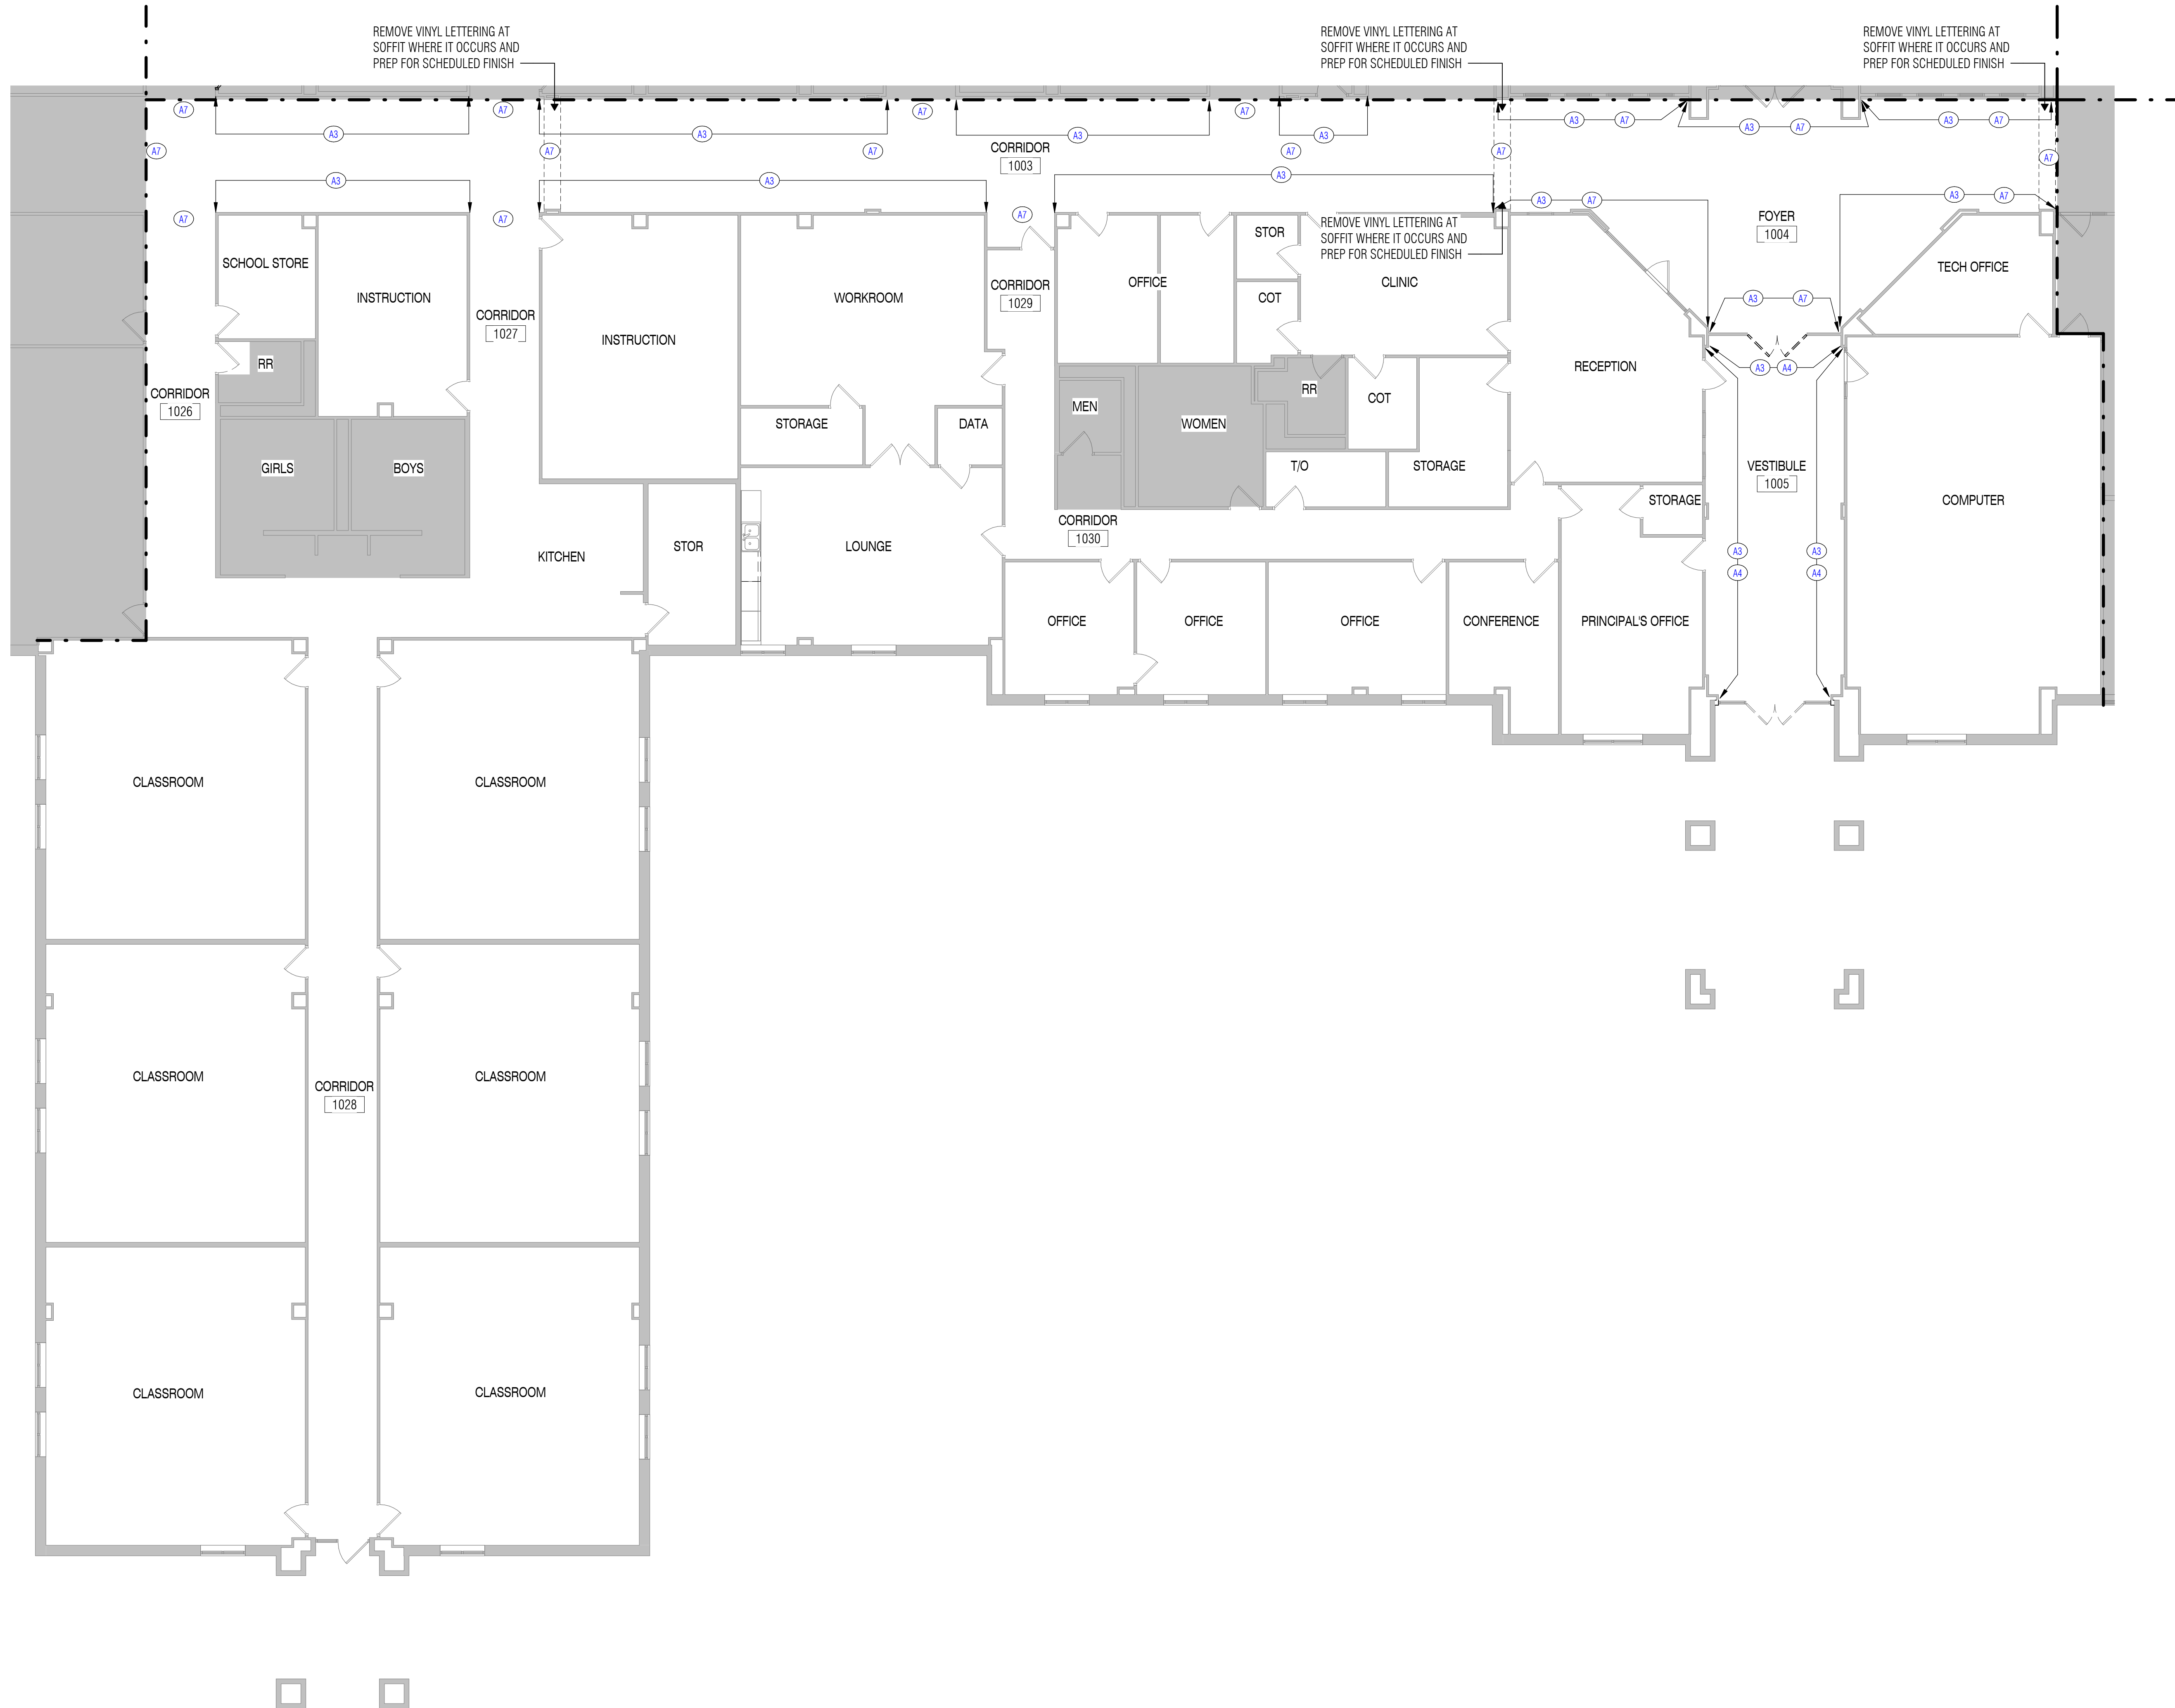 REMOVE VINYL LETTERING AT
SOFFIT WHERE IT OCCURS AND
PREP FOR SCHEDULED FINISH
REMOVE VINYL LETTERING AT
SOFFIT WHERE IT OCCURS AND
PREP FOR SCHEDULED FINISH
REMOVE VINYL LETTERING AT
SOFFIT WHERE IT OCCURS AND
PREP FOR SCHEDULED FINISH
A7
A7
A7
A7
A3
A3
A3
A3
A3
A7
A3
A7
A3
A7
A7
A7
A7
CORRIDOR
1003
A7
A7
A7
A3
A3
A3
A7
A7
A7
A3
A7
A3
A7
FOYER
1004
REMOVE VINYL LETTERING AT
SOFFIT WHERE IT OCCURS AND
PREP FOR SCHEDULED FINISH
SCHOOL STORE
INSTRUCTION
CORRIDOR
1027
INSTRUCTION
WORKROOM
CORRIDOR
1029
OFFICE
STOR
COT
CLINIC
TECH OFFICE
A3
A7
RR
CORRIDOR
1026
RECEPTION
A3
A4
STORAGE
DATA
MEN
WOMEN
RR
COT
GIRLS
BOYS
T/O
STORAGE
VESTIBULE
1005
STORAGE
COMPUTER
KITCHEN
STOR
LOUNGE
CORRIDOR
1030
A3
A4
A3
A4
OFFICE
OFFICE
OFFICE
CONFERENCE
PRINCIPAL'S OFFICE
CLASSROOM
CLASSROOM
CLASSROOM
CLASSROOM
CORRIDOR
1028
CLASSROOM
CLASSROOM